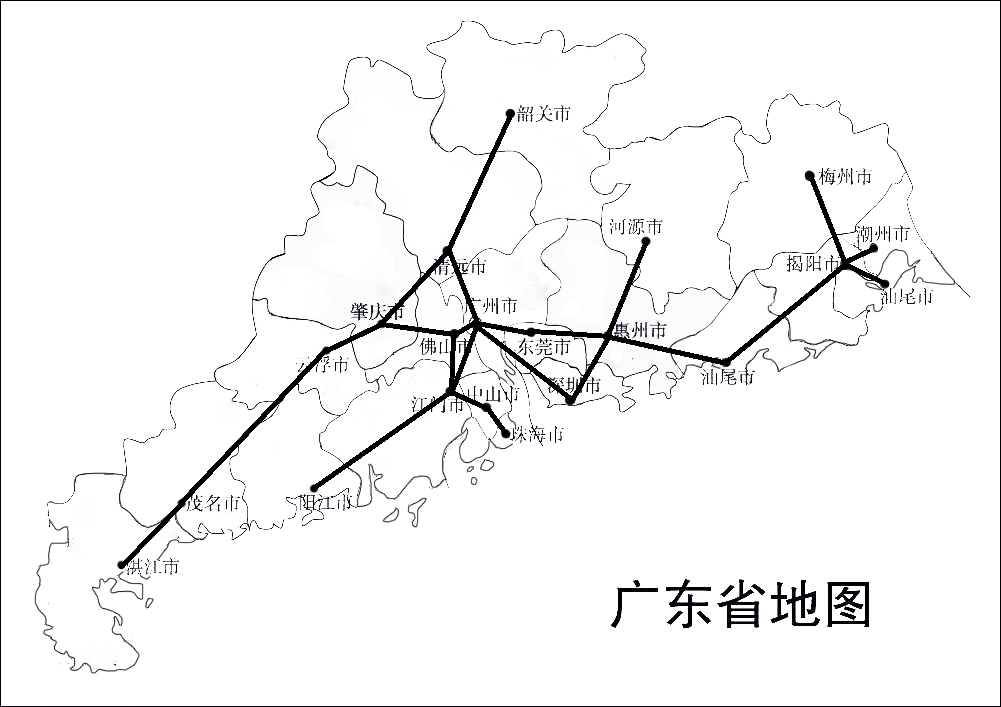 韶关市
梅州市
河源市
潮州市
清远市
揭阳市
汕尾市
广州市
肇庆市
惠州市
佛山市
东莞市
云浮市
汕尾市
深圳市
中山市
江门市
珠海市
阳江市
茂名市
湛江市
广东省地图